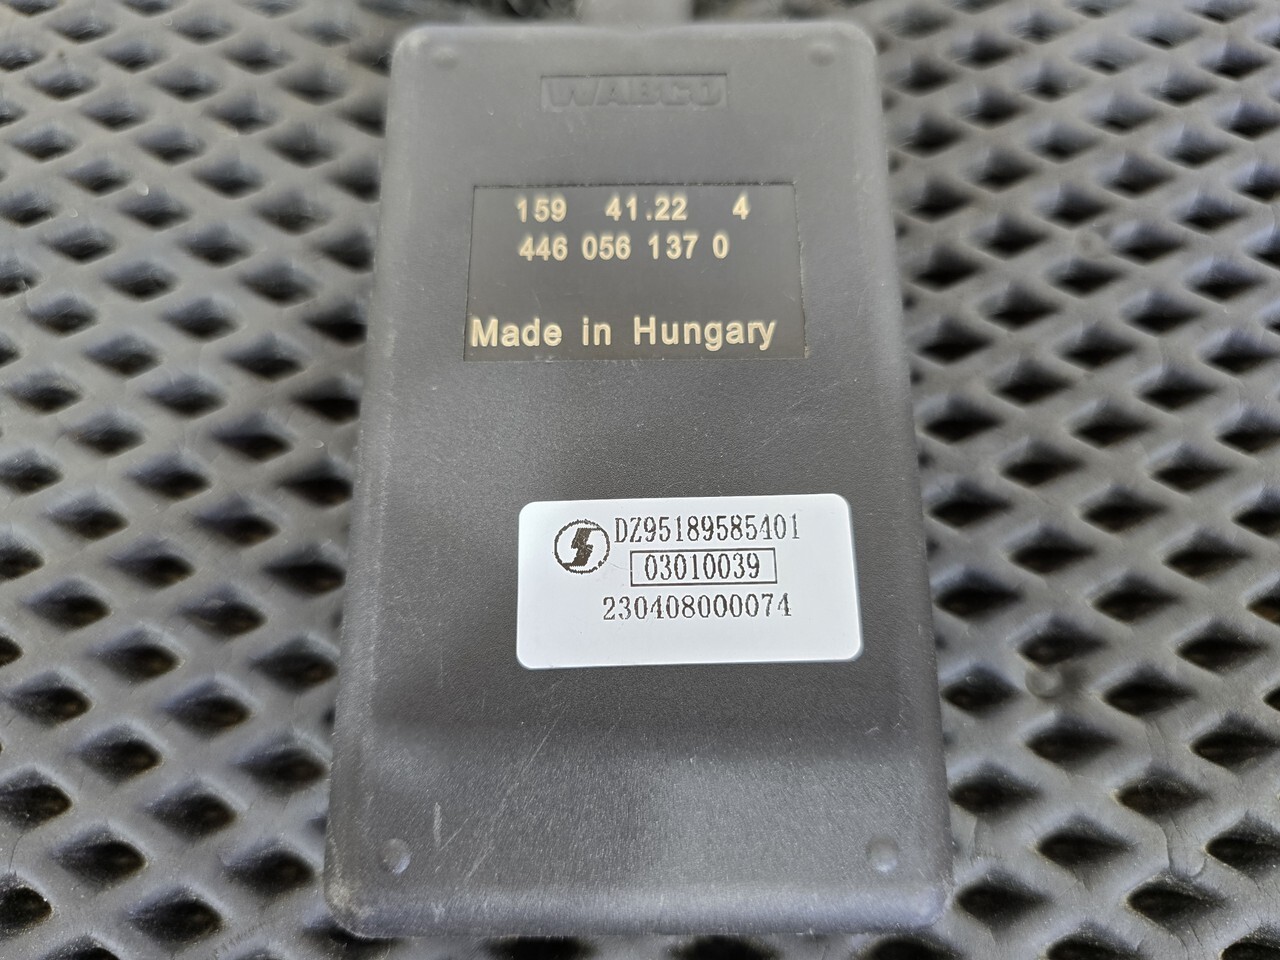 WABCO
159 41.22 4
446 056 137 0
Made in Hungary
DZ95189585401
03010039
230408000074